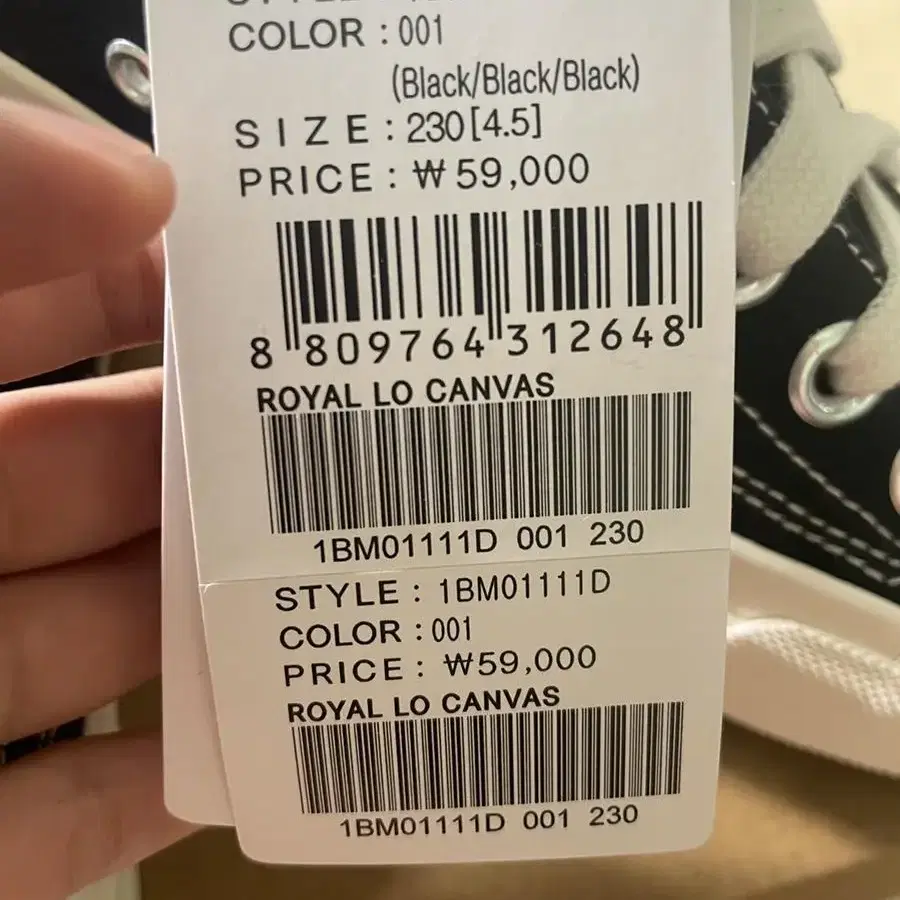 COLOR : 001
(Black/Black/Black)
SIZE : 230[4.5]
PRICE : ₩59,000
8 809764 312648
ROYAL LO CANVAS
1BM01111D 001 230
STYLE : 1BM01111D
COLOR : 001
PRICE : ₩59,000
ROYAL LO CANVAS
1BM01111D 001 230